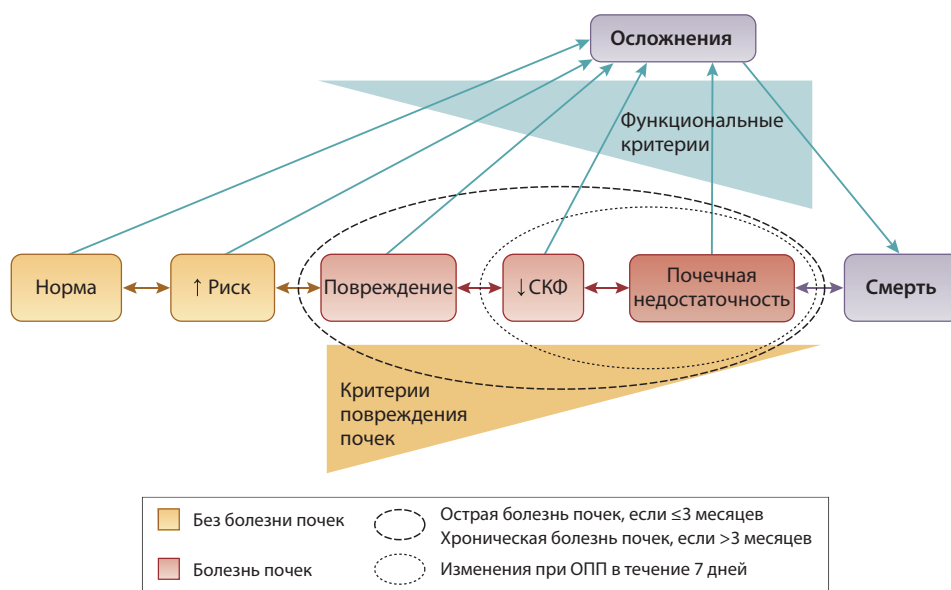 Осложнения
Функциональные
критерии
Норма
↑ Риск
Повреждение
↓ СКФ
Почечная
недостаточность
Смерть
Критерии
повреждения
почек
Без болезни почек
Острая болезнь почек, если ≤3 месяцев
Хроническая болезнь почек, если >3 месяцев
Болезнь почек
Изменения при ОПП в течение 7 дней